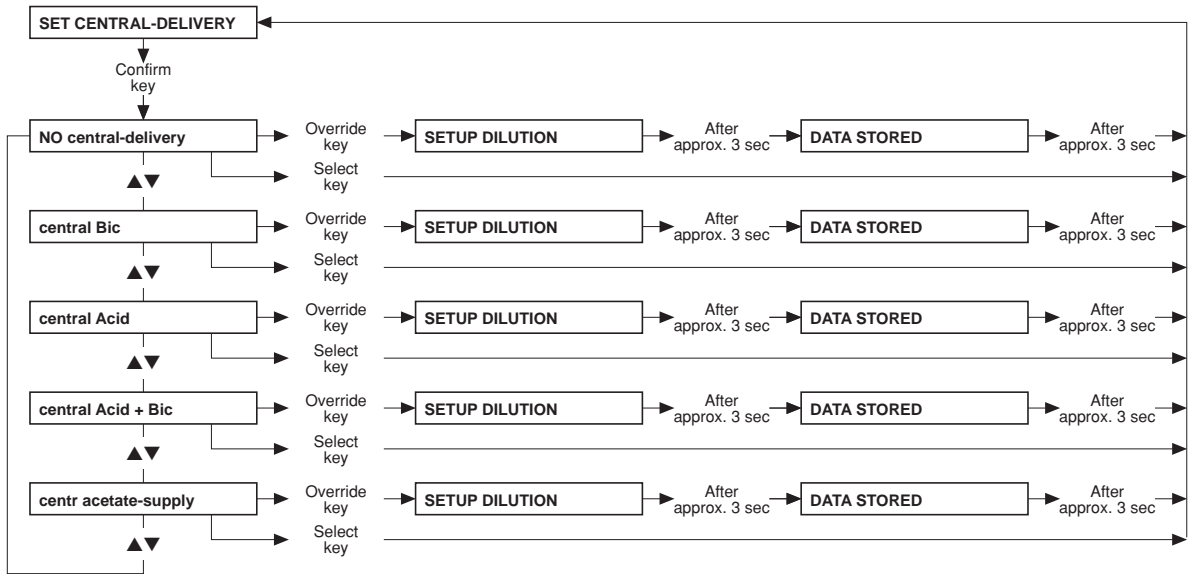 SET CENTRAL-DELIVERY
Confirm
key
NO central-delivery
Override
key
SETUP DILUTION
After
approx. 3 sec
DATA STORED
After
approx. 3 sec
Select
key
▲▼
central Bic
Override
key
SETUP DILUTION
After
approx. 3 sec
DATA STORED
After
approx. 3 sec
Select
key
▲▼
central Acid
Override
key
SETUP DILUTION
After
approx. 3 sec
DATA STORED
After
approx. 3 sec
Select
key
▲▼
central Acid + Bic
Override
key
SETUP DILUTION
After
approx. 3 sec
DATA STORED
After
approx. 3 sec
Select
key
▲▼
centr acetate-supply
Override
key
SETUP DILUTION
After
approx. 3 sec
DATA STORED
After
approx. 3 sec
Select
key
▲▼